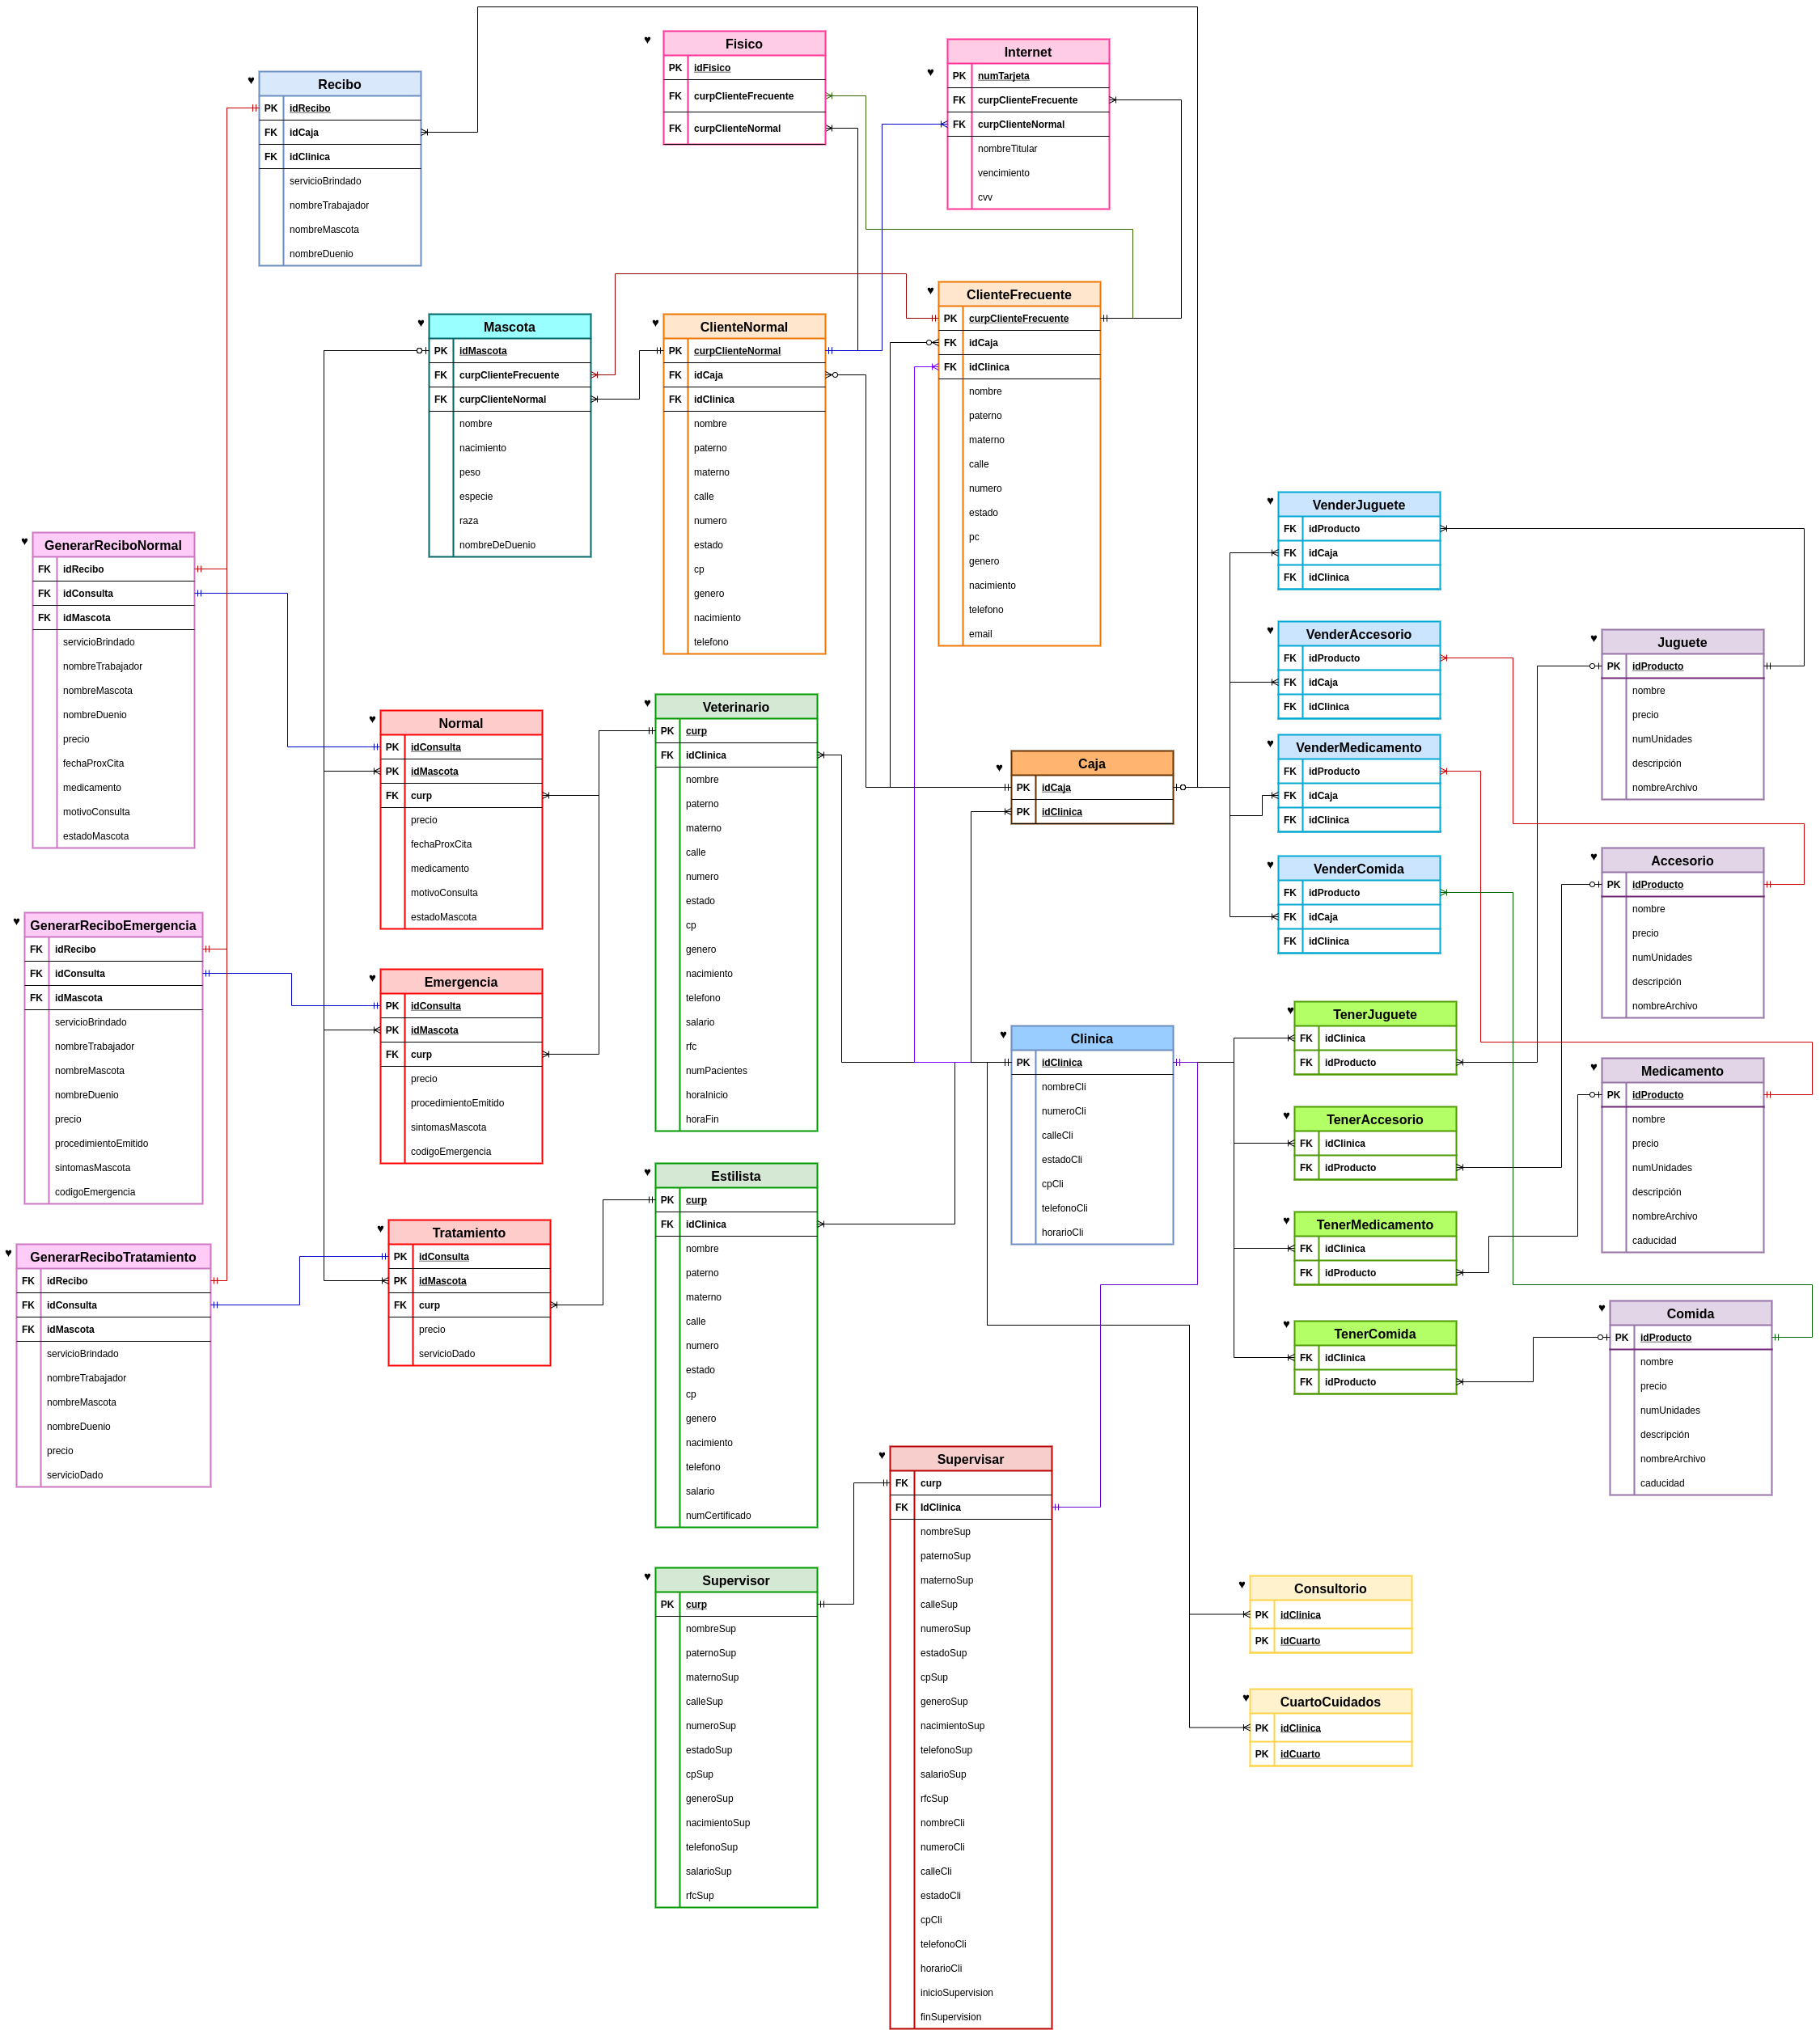 Recibo
PK idRecibo
FK idCaja
FK idClinica
servicioBrindado
nombreTrabajador
nombreMascota
nombreDuenio
Fisico
PK idFisico
FK curpClienteFrecuente
FK curpClienteNormal
Internet
PK numTarjeta
FK curpClienteFrecuente
FK curpClienteNormal
nombreTitular
vencimiento
cvv
Mascota
PK idMascota
FK curpClienteFrecuente
FK curpClienteNormal
nombre
nacimiento
peso
especie
raza
nombreDeDuenio
ClienteNormal
PK curpClienteNormal
FK idCaja
FK idClinica
nombre
paterno
materno
calle
numero
estado
cp
genero
nacimiento
telefono
ClienteFrecuente
PK curpClienteFrecuente
FK idCaja
FK idClinica
nombre
paterno
materno
calle
numero
estado
pc
genero
nacimiento
telefono
email
GenerarReciboNormal
FK idRecibo
FK idConsulta
FK idMascota
servicioBrindado
nombreTrabajador
nombreMascota
nombreDuenio
precio
fechaProxCita
medicamento
motivoConsulta
estadoMascota
GenerarReciboEmergencia
FK idRecibo
FK idConsulta
FK idMascota
servicioBrindado
nombreTrabajador
nombreMascota
nombreDuenio
precio
procedimientoEmitido
sintomasMascota
codigoEmergencia
GenerarReciboTratamiento
FK idRecibo
FK idConsulta
FK idMascota
servicioBrindado
nombreTrabajador
nombreMascota
nombreDuenio
precio
servicioDado
Normal
PK idConsulta
PK idMascota
FK curp
precio
fechaProxCita
medicamento
motivoConsulta
estadoMascota
Emergencia
PK idConsulta
PK idMascota
FK curp
precio
procedimientoEmitido
sintomasMascota
codigoEmergencia
Tratamiento
PK idConsulta
PK idMascota
FK curp
precio
servicioDado
Veterinario
PK curp
FK idClinica
nombre
paterno
materno
calle
numero
estado
cp
genero
nacimiento
telefono
salario
rfc
numPacientes
horaInicio
horaFin
Estilista
PK curp
FK idClinica
nombre
paterno
materno
calle
numero
estado
cp
genero
nacimiento
telefono
salario
numCertificado
Supervisor
PK curp
nombreSup
paternoSup
maternoSup
calleSup
numeroSup
estadoSup
cpSup
generoSup
nacimientoSup
telefonoSup
salarioSup
rfcSup
Supervisar
FK curp
FK IdClinica
nombreSup
paternoSup
maternoSup
calleSup
numeroSup
estadoSup
cpSup
generoSup
nacimientoSup
telefonoSup
salarioSup
rfcSup
nombreCli
numeroCli
calleCli
estadoCli
cpCli
telefonoCli
horarioCli
inicioSupervision
finSupervision
Caja
PK idCaja
PK idClinica
Clinica
PK idClinica
nombreCli
numeroCli
calleCli
estadoCli
cpCli
telefonoCli
horarioCli
VenderJuguete
FK idProducto
FK idCaja
FK idClinica
VenderAccesorio
FK idProducto
FK idCaja
FK idClinica
VenderMedicamento
FK idProducto
FK idCaja
FK idClinica
VenderComida
FK idProducto
FK idCaja
FK idClinica
TenerJuguete
FK idClinica
FK idProducto
TenerAccesorio
FK idClinica
FK idProducto
TenerMedicamento
FK idClinica
FK idProducto
TenerComida
FK idClinica
FK idProducto
Juguete
PK idProducto
nombre
precio
numUnidades
descripción
nombreArchivo
Accesorio
PK idProducto
nombre
precio
numUnidades
descripción
nombreArchivo
Medicamento
PK idProducto
nombre
precio
numUnidades
descripción
nombreArchivo
caducidad
Comida
PK idProducto
nombre
precio
numUnidades
descripción
nombreArchivo
caducidad
Consultorio
PK idClinica
PK idCuarto
CuartoCuidados
PK idClinica
PK idCuarto